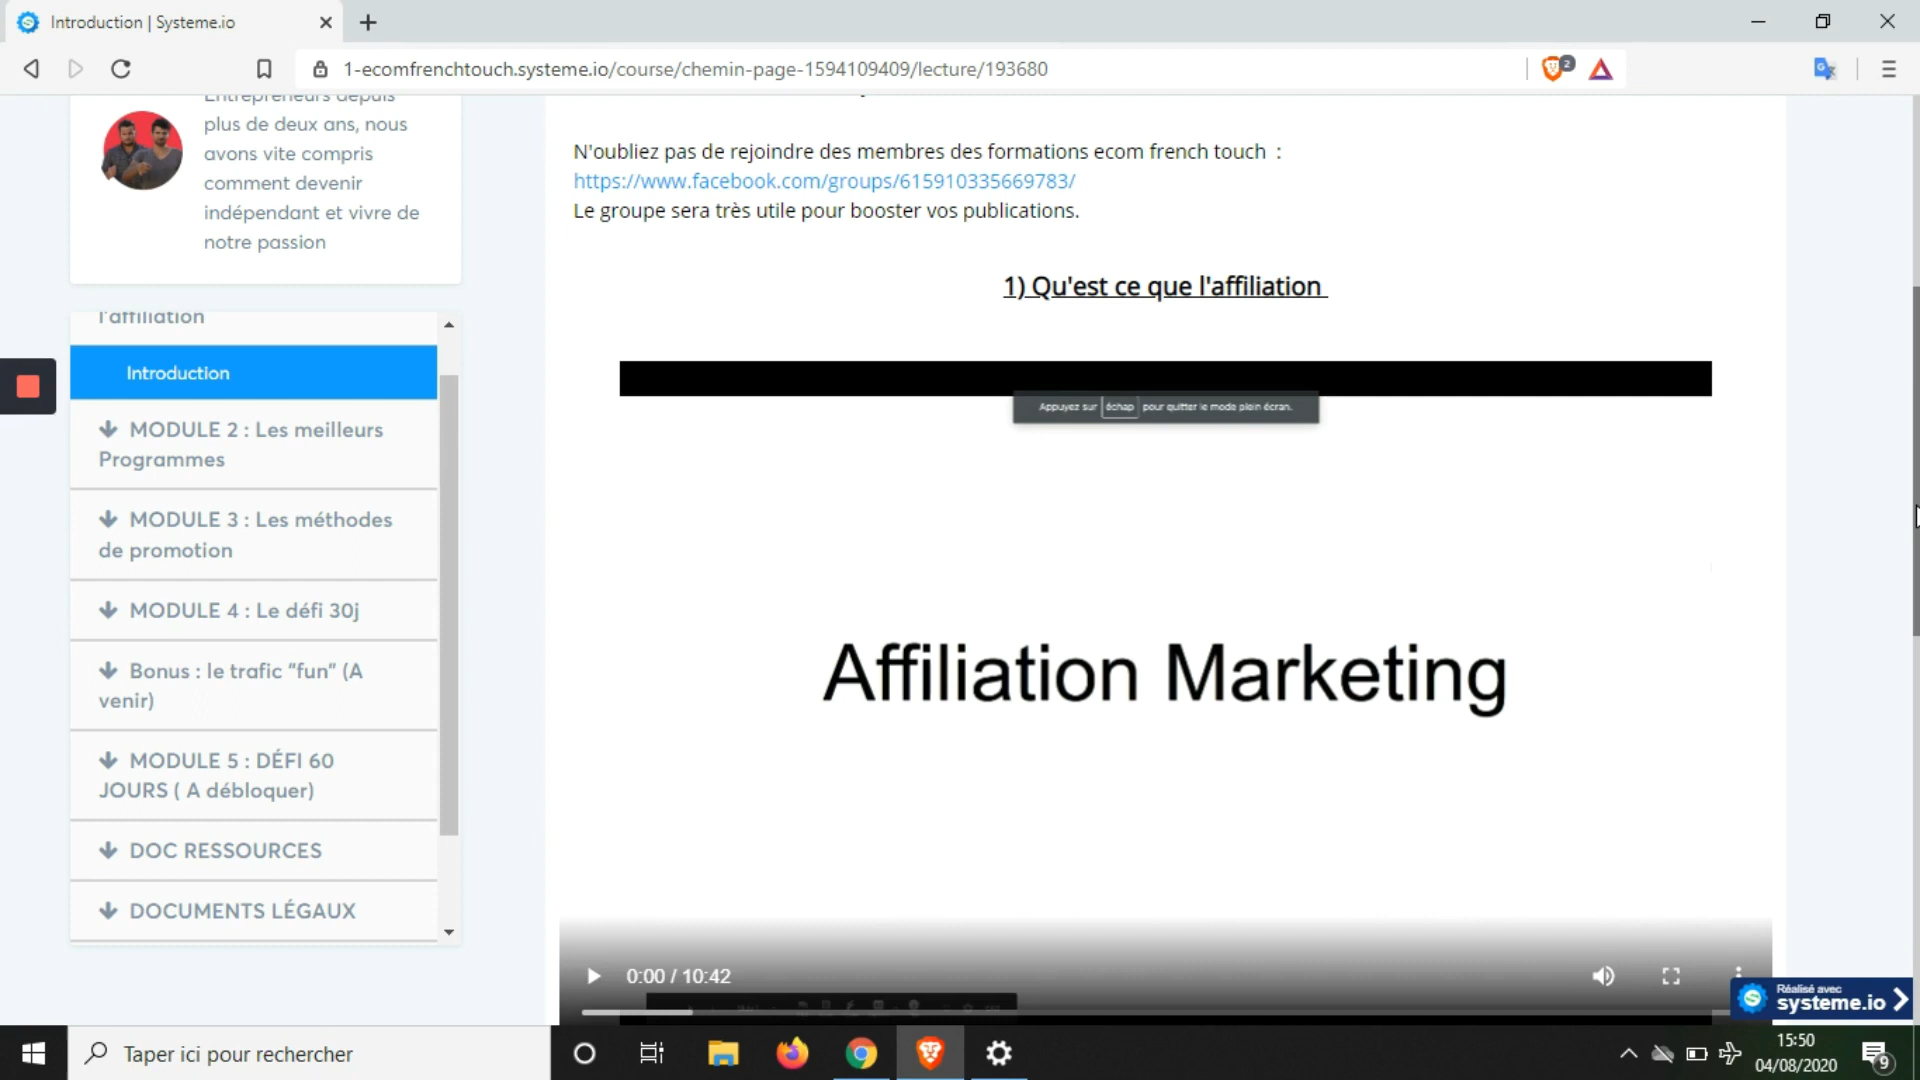 Introduction | Systeme.io
1-ecomfrenchtouch.systeme.io/course/chemin-page-1594109409/lecture/193680
2
Entrepreneurs depuis
plus de deux ans, nous
avons vite compris
comment devenir
indépendant et vivre de
notre passion
l'affiliation
Introduction
MODULE 2 : Les meilleurs
Programmes
MODULE 3 : Les méthodes
de promotion
MODULE 4 : Le défi 30j
Bonus : le trafic “fun” (A
venir)
MODULE 5 : DÉFI 60
JOURS ( A débloquer)
DOC RESSOURCES
DOCUMENTS LÉGAUX
N'oubliez pas de rejoindre des membres des formations ecom french touch :
https://www.facebook.com/groups/615910335669783/
Le groupe sera très utile pour booster vos publications.
1) Qu'est ce que l'affiliation
Appuyez sur échap pour quitter le mode plein écran.
Affiliation Marketing
0:00 / 10:42
Réalisé avec
systeme.io
Taper ici pour rechercher
15:50
04/08/2020
9